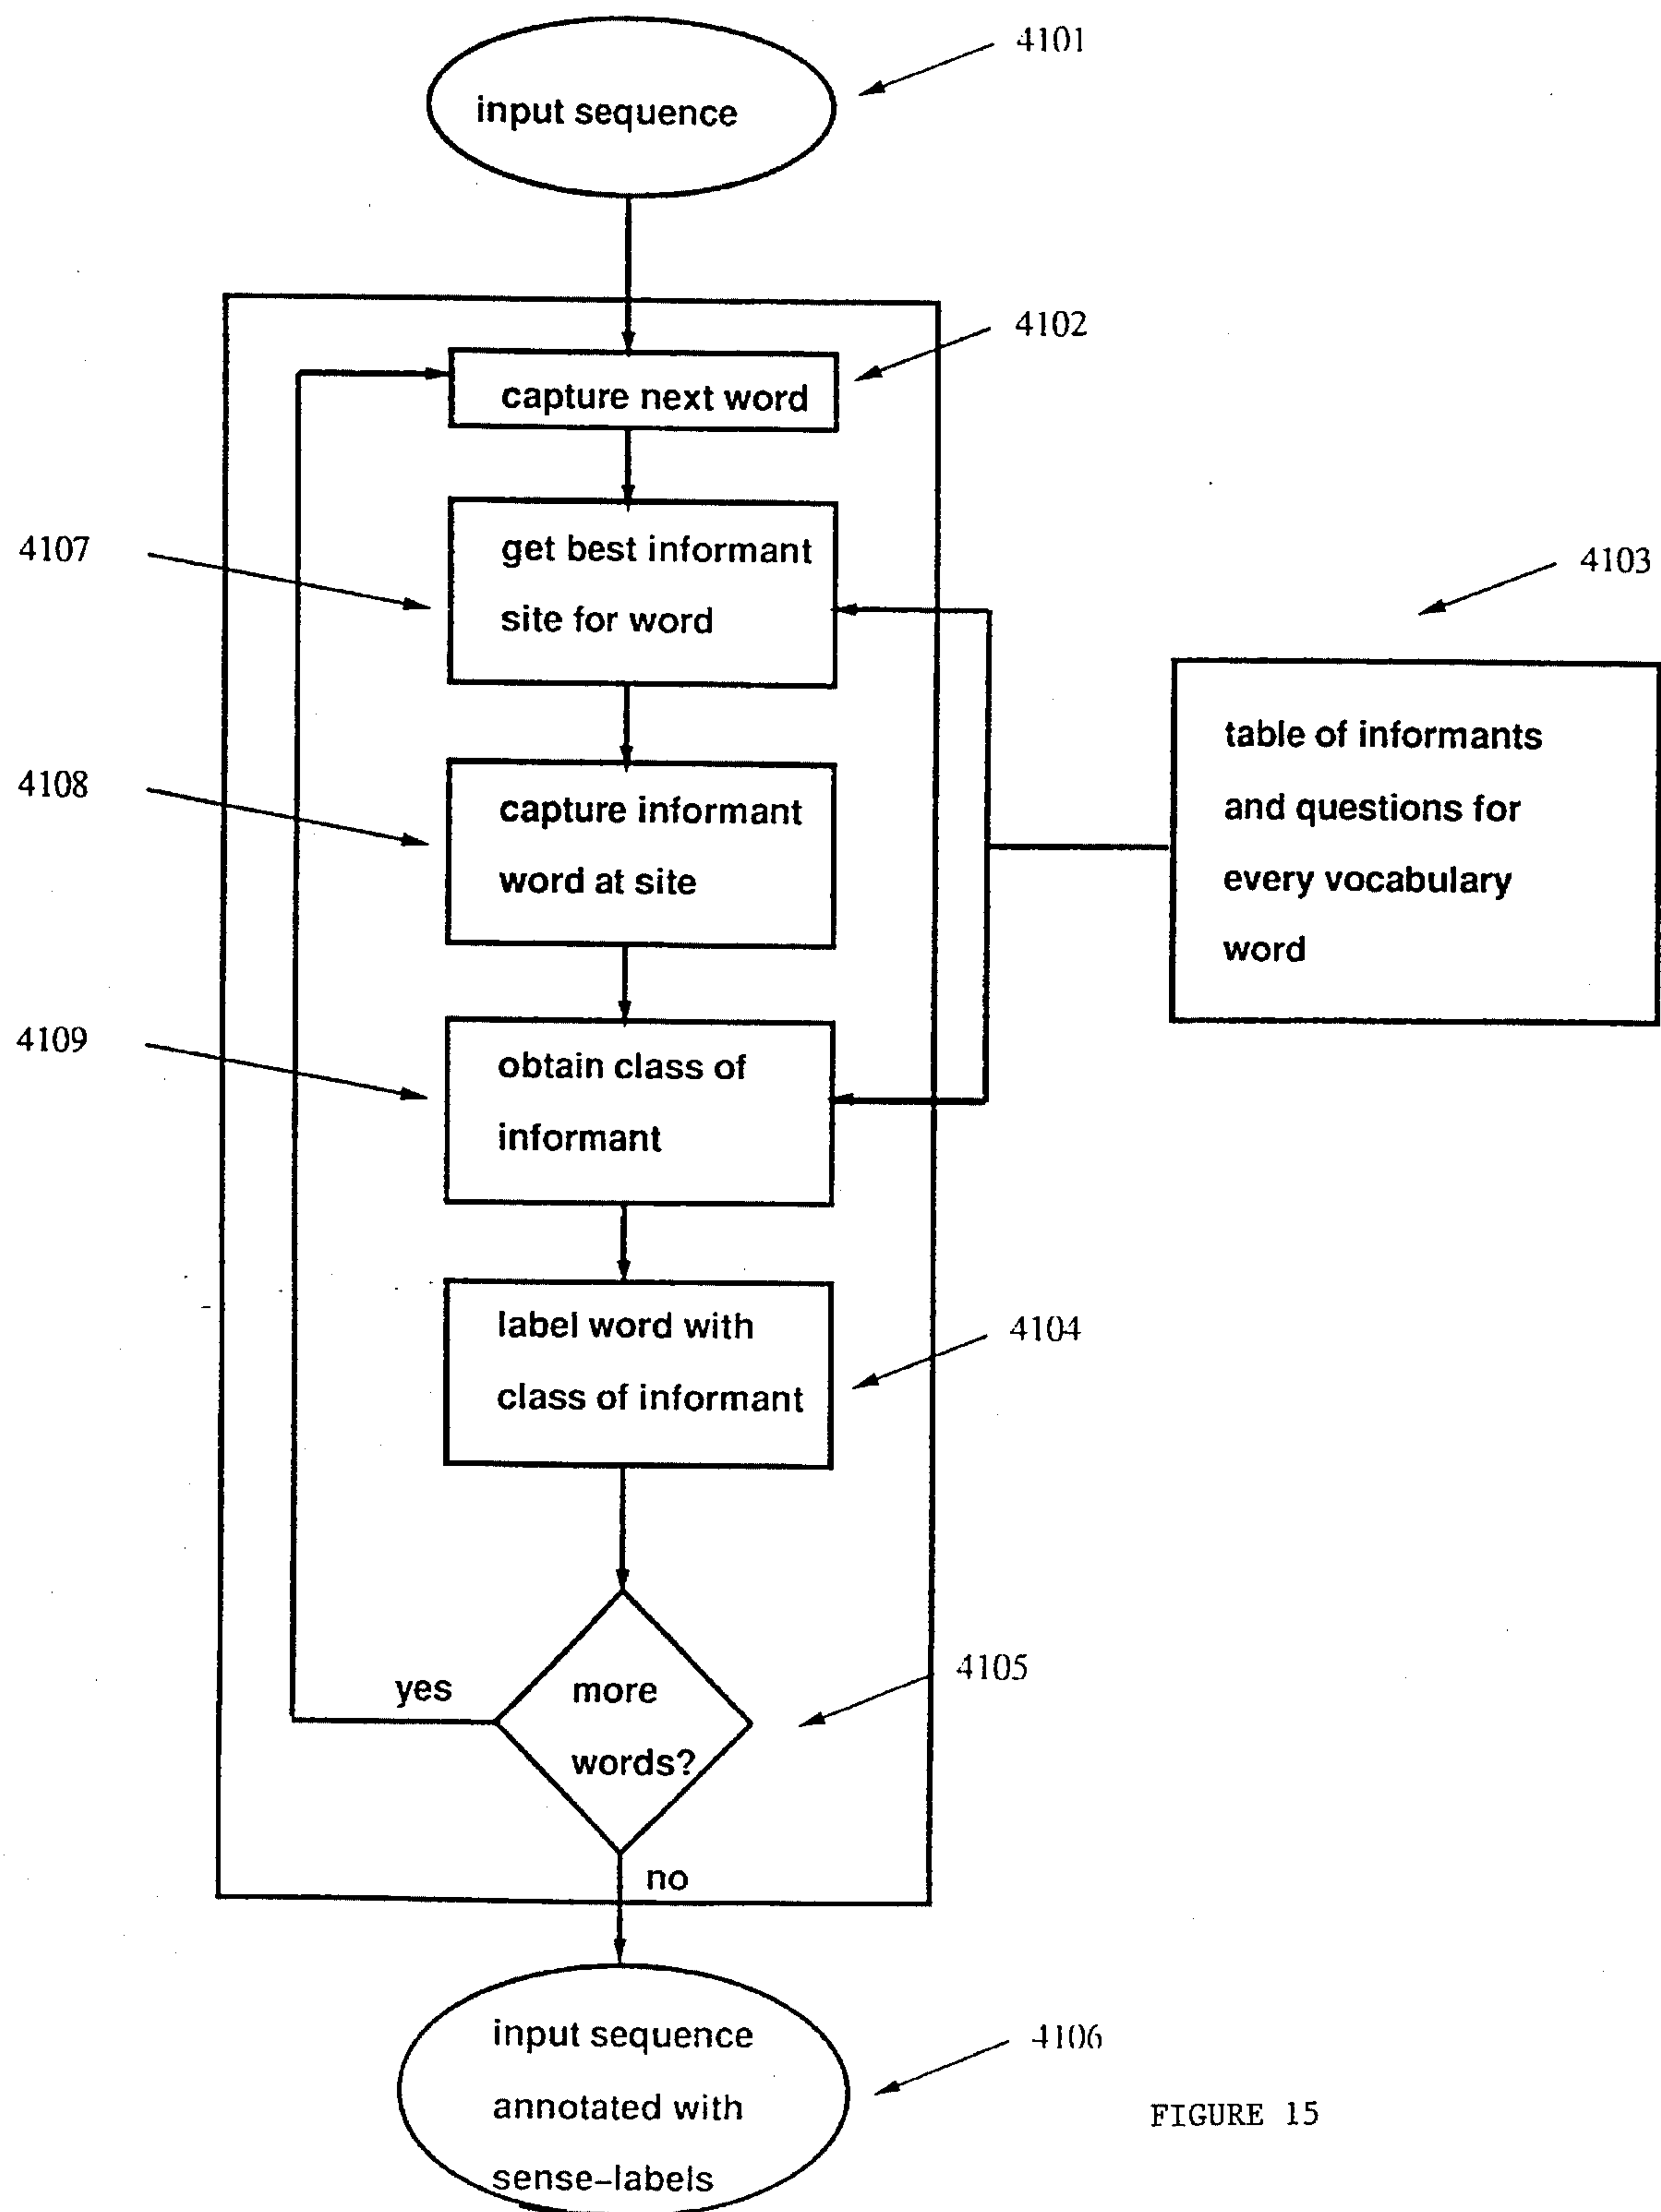 4101
input sequence
4102
capture next word
4107
get best informant
site for word
4103
table of informants
and questions for
every vocabulary
word
4108
capture informant
word at site
4109
obtain class of
informant
4104
label word with
class of informant
4105
yes
more
words?
no
4106
input sequence
annotated with
sense-labels
FIGURE 15